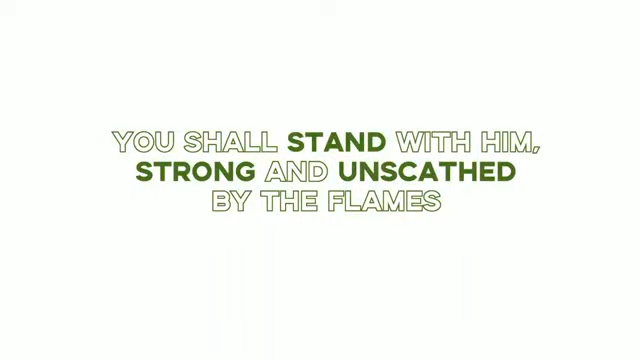 YOU SHALL STAND WITH HIM,
STRONG AND UNSCATHED
BY THE FLAMES